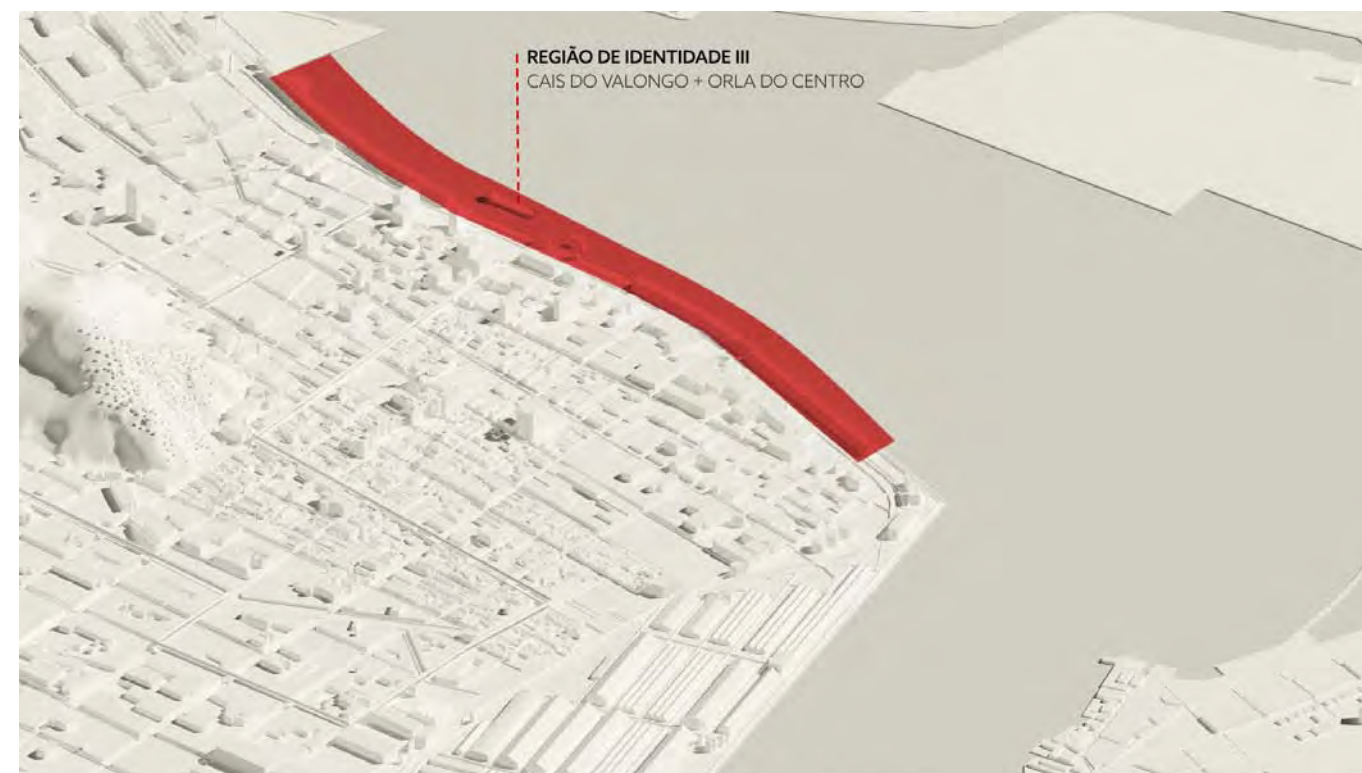 REGIÃO DE IDENTIDADE III
CAIS DO VALONGO + ORLA DO CENTRO